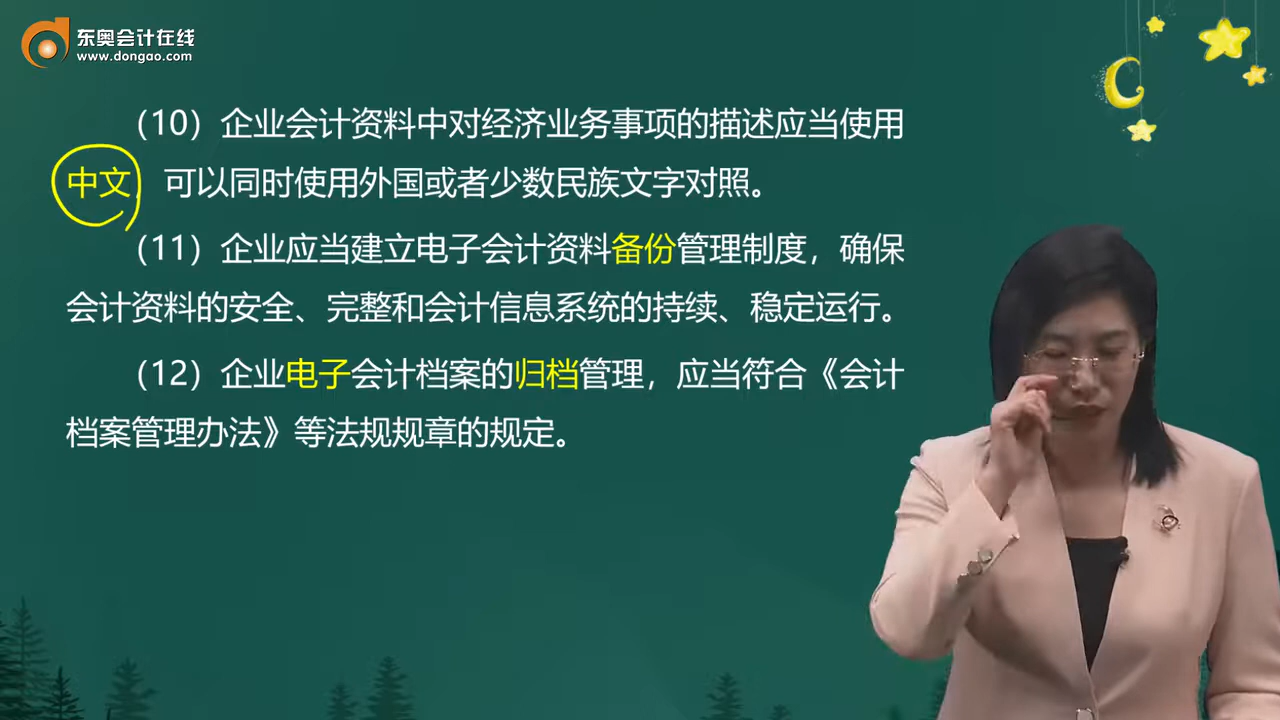 东奥会计在线
www.dongao.com
（10）企业会计资料中对经济业务事项的描述应当使用
中文，可以同时使用外国或者少数民族文字对照。
（11）企业应当建立电子会计资料备份管理制度，确保
会计资料的安全、完整和会计信息系统的持续、稳定运行。
（12）企业电子会计档案的归档管理，应当符合《会计
档案管理办法》等法规规章的规定。